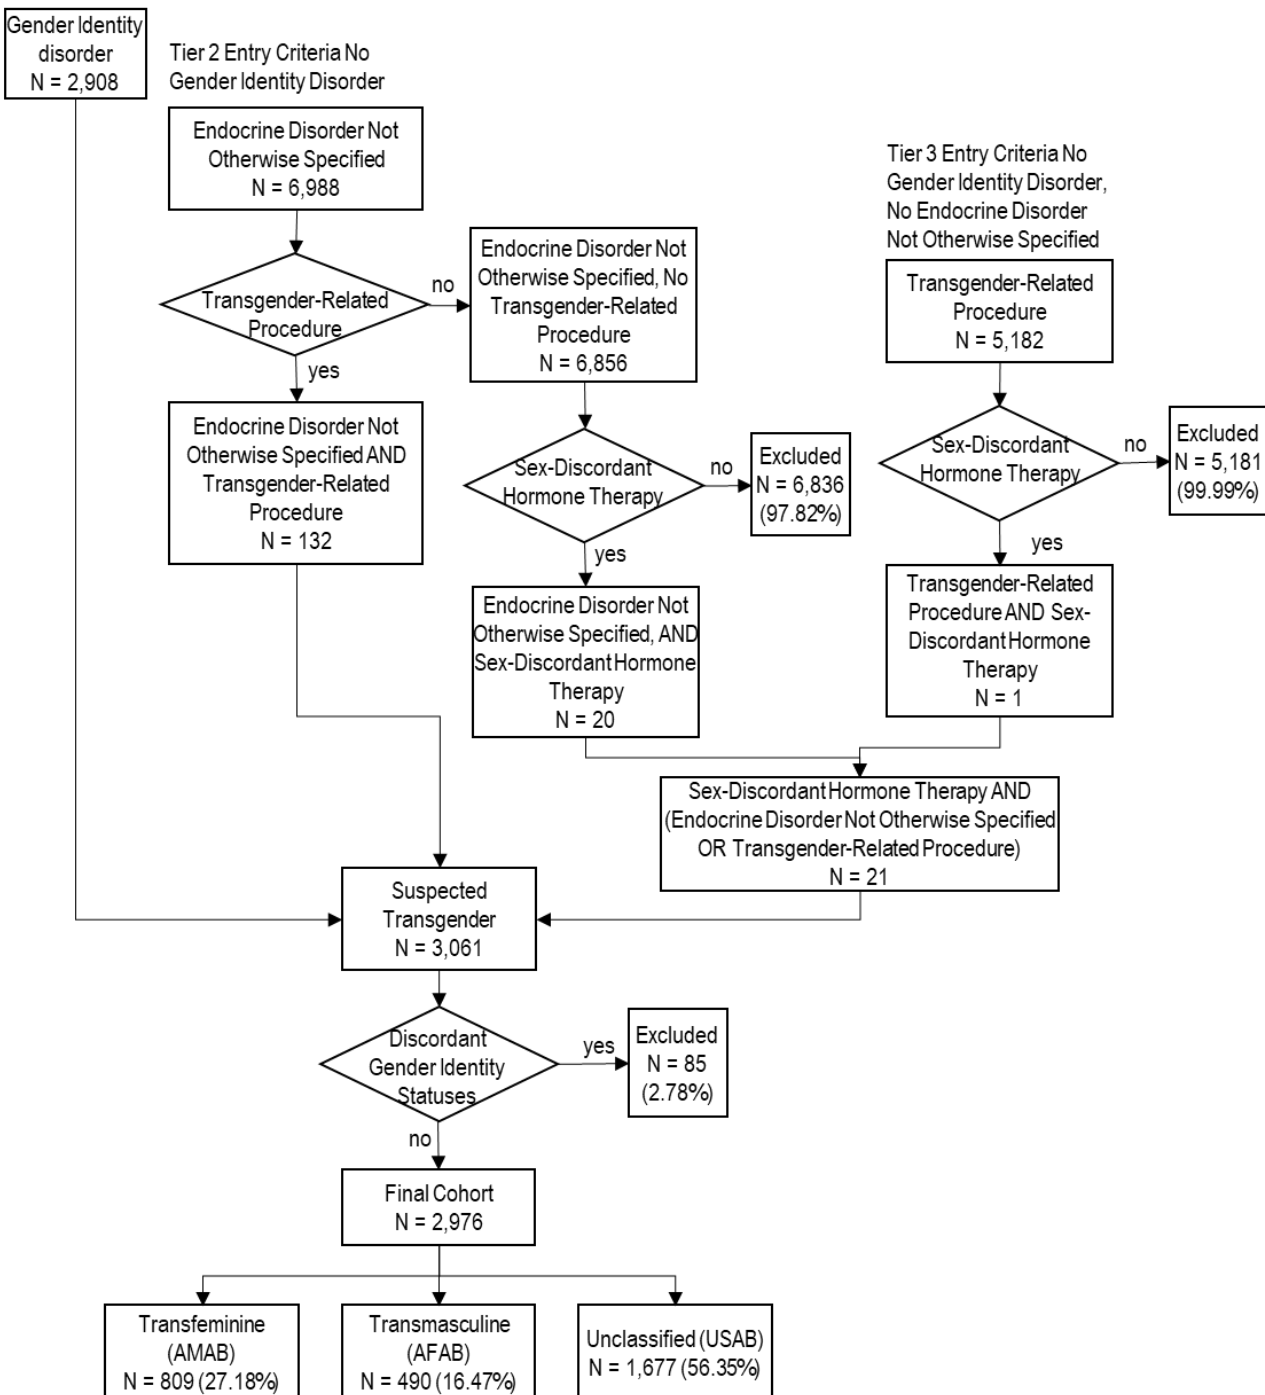 Gender Identity
disorder
N = 2,908
Tier 2 Entry Criteria No
Gender Identity Disorder
Endocrine Disorder Not
Otherwise Specified
N = 6,988
Transgender-Related
Procedure
no
yes
Endocrine Disorder Not
Otherwise Specified, No
Transgender-Related
Procedure
N = 6,856
Endocrine Disorder Not
Otherwise Specified AND
Transgender-Related
Procedure
N = 132
Sex-Discordant
Hormone Therapy
no
Excluded
N = 6,836
(97.82%)
yes
Endocrine Disorder Not
Otherwise Specified, AND
Sex-Discordant Hormone
Therapy
N = 20
Tier 3 Entry Criteria No
Gender Identity Disorder,
No Endocrine Disorder
Not Otherwise Specified
Transgender-Related
Procedure
N = 5,182
Sex-Discordant
Hormone Therapy
no
Excluded
N = 5,181
(99.99%)
yes
Transgender-Related
Procedure AND Sex-
Discordant Hormone
Therapy
N = 1
Sex-Discordant Hormone Therapy AND
(Endocrine Disorder Not Otherwise Specified
OR Transgender-Related Procedure)
N = 21
Suspected
Transgender
N = 3,061
Discordant
Gender Identity
Statuses
yes
Excluded
N = 85
(2.78%)
no
Final Cohort
N = 2,976
Transfeminine
(AMAB)
N = 809 (27.18%)
Transmasculine
(AFAB)
N = 490 (16.47%)
Unclassified (USAB)
N = 1,677 (56.35%)